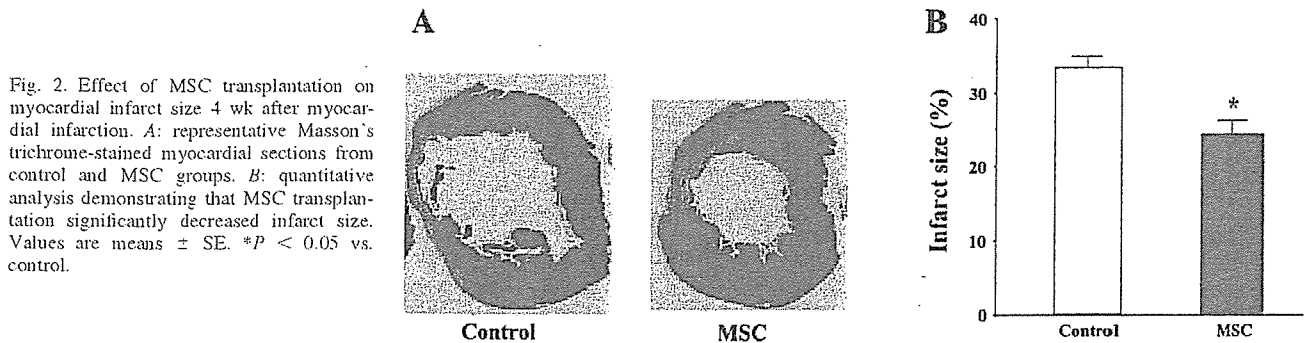 Fig. 2. Effect of MSC transplantation on
myocardial infarct size 4 wk after myocar-
dial infarction. A: representative Masson's
trichrome-stained myocardial sections from
control and MSC groups. B: quantitative
analysis demonstrating that MSC transplan-
tation significantly decreased infarct size.
Values are means ± SE. *P < 0.05 vs.
control.
A
Control
MSC
B
Infarct size (%)
40
30
20
10
0
*
Control
MSC